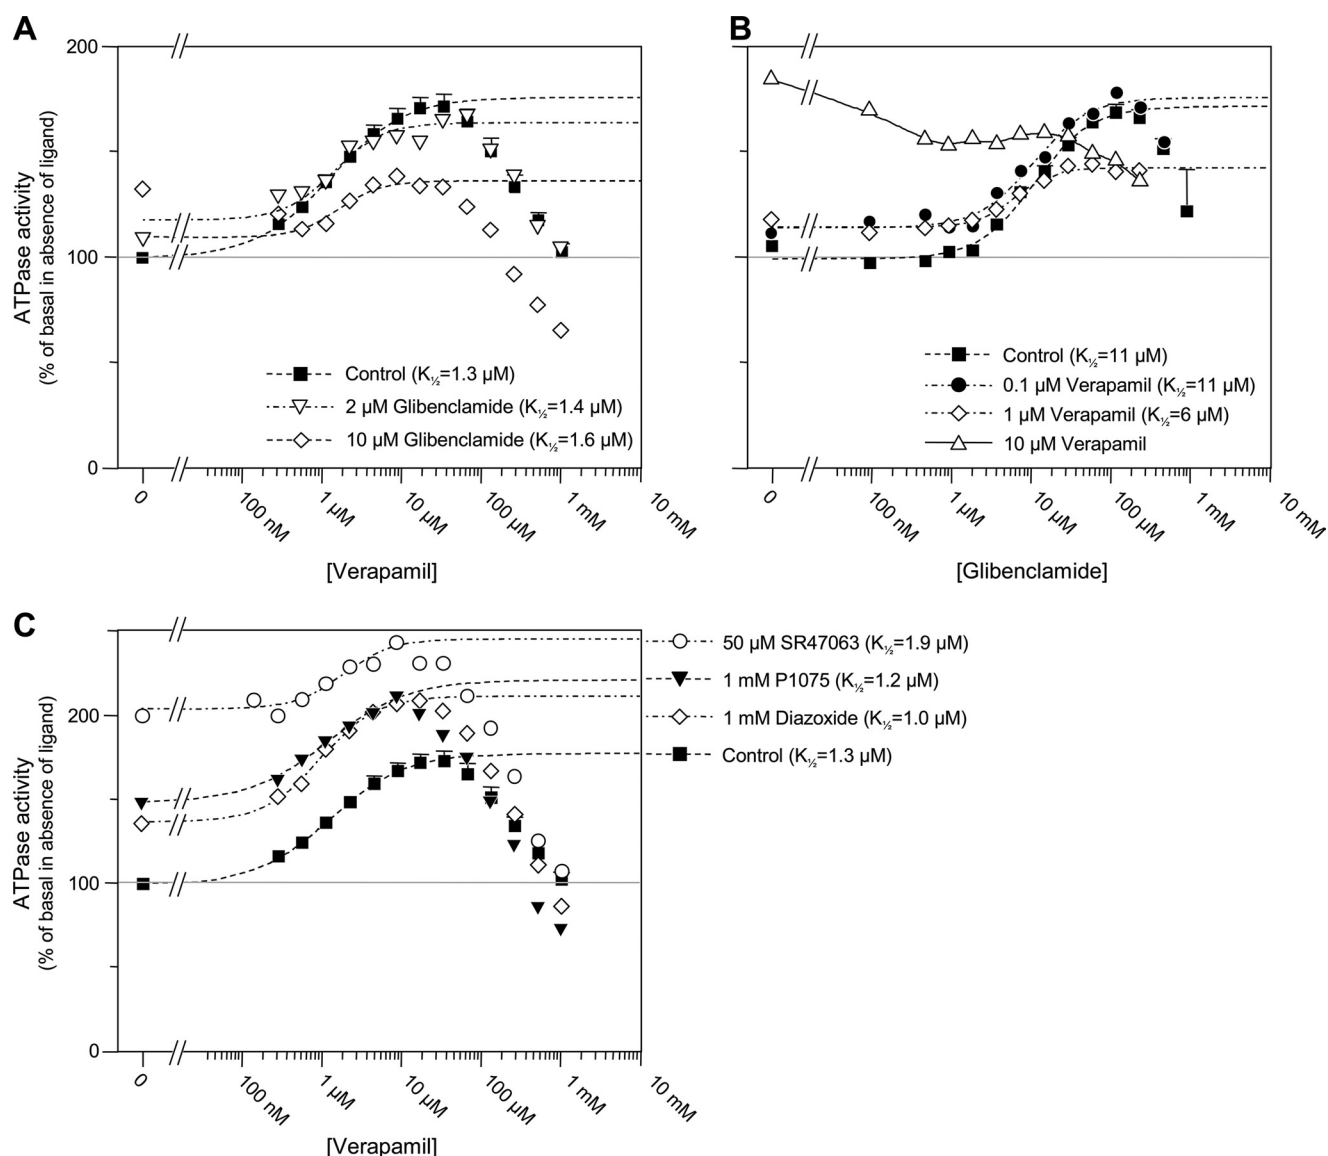 A
200
100
0
ATPase activity
(% of basal in absence of ligand)
Control (K½=1.3 µM)
2 µM Glibenclamide (K½=1.4 µM)
10 µM Glibenclamide (K½=1.6 µM)
0
100 nM
1 µM
10 µM
100 µM
1 mM
10 mM
[Verapamil]
B
Control (K½=11 µM)
0.1 µM Verapamil (K½=11 µM)
1 µM Verapamil (K½=6 µM)
10 µM Verapamil
0
100 nM
1 µM
10 µM
100 µM
1 mM
10 mM
[Glibenclamide]
C
200
100
0
ATPase activity
(% of basal in absence of ligand)
50 µM SR47063 (K½=1.9 µM)
1 mM P1075 (K½=1.2 µM)
1 mM Diazoxide (K½=1.0 µM)
Control (K½=1.3 µM)
0
100 nM
1 µM
10 µM
100 µM
1 mM
10 mM
[Verapamil]